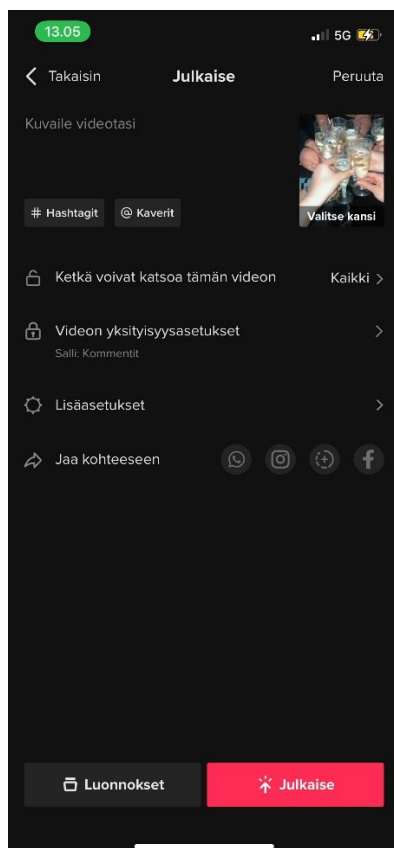 13.05
5G
Takaisin Julkaise Peruuta
Kuvaile videotasi
# Hashtagit @ Kaverit
Valitse kansi
Ketkä voivat katsoa tämän videon Kaikki >
Videon yksityisyysasetukset >
Salli: Kommentit
Lisäasetukset >
Jaa kohteeseen
Luonnokset Julkaise